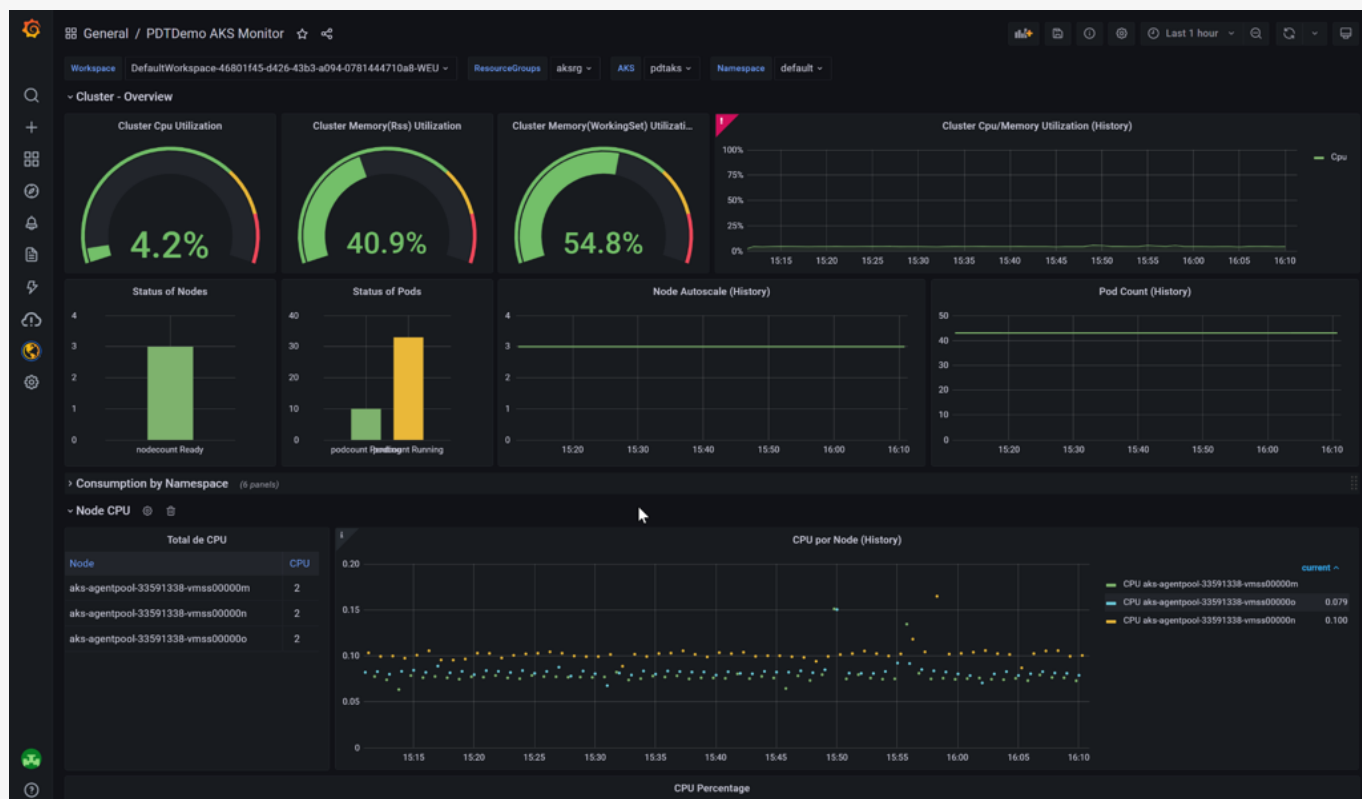 General / PDTDemo AKS Monitor
Last 1 hour
Workspace DefaultWorkspace-46801f45-d426-43b3-a094-0781444710a8-WEU ResourceGroups aksrg AKS pdtaks Namespace default
Cluster - Overview
Cluster Cpu Utilization
4.2%
Cluster Memory(Rss) Utilization
40.9%
Cluster Memory(WorkingSet) Utilizati...
54.8%
Cluster Cpu/Memory Utilization (History)
100%
75%
50%
25%
0%
15:15 15:20 15:25 15:30 15:35 15:40 15:45 15:50 15:55 16:00 16:05 16:10
Cpu
Status of Nodes
4
3
2
1
0
nodecount Ready
Status of Pods
40
30
20
10
0
podcount Running
Node Autoscale (History)
4
3
2
1
0
15:20 15:30 15:40 15:50 16:00 16:10
Pod Count (History)
50
40
30
20
10
0
15:20 15:30 15:40 15:50 16:00 16:10
Consumption by Namespace (6 panels)
Node CPU
Total de CPU
Node CPU
aks-agentpool-33591338-vmss00000m 2
aks-agentpool-33591338-vmss00000n 2
aks-agentpool-33591338-vmss00000o 2
CPU por Node (History)
0.20
0.15
0.10
0.05
0
15:15 15:20 15:25 15:30 15:35 15:40 15:45 15:50 15:55 16:00 16:05 16:10
current
CPU aks-agentpool-33591338-vmss00000m
CPU aks-agentpool-33591338-vmss00000o 0.079
CPU aks-agentpool-33591338-vmss00000n 0.100
CPU Percentage